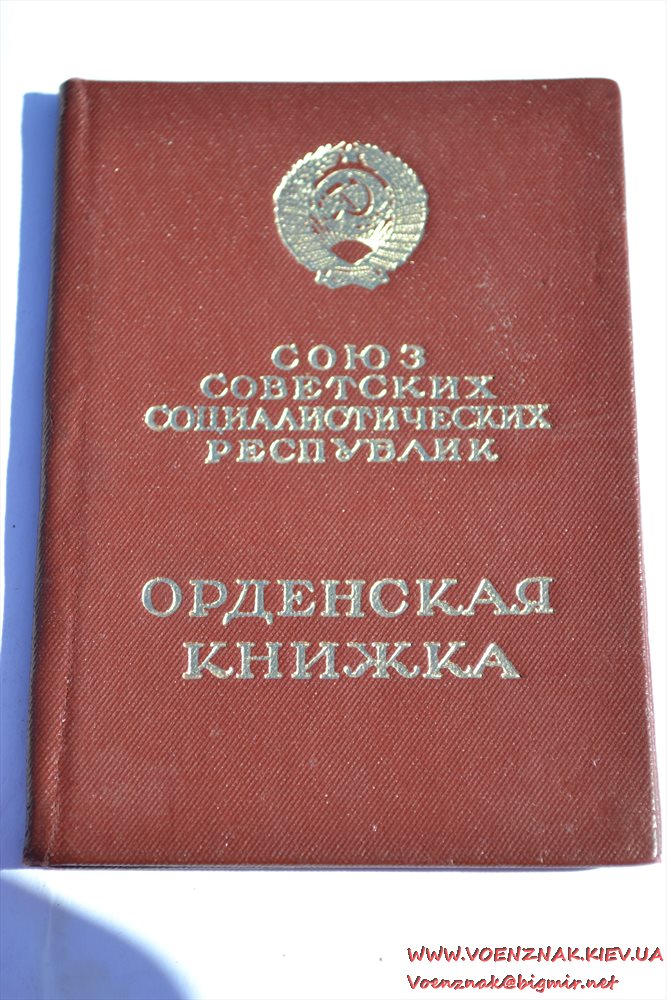 СОЮЗ
СОВЕТСКИХ
СОЦИАЛИСТИЧЕСКИХ
РЕСПУБЛИК
ОРДЕНСКАЯ
КНИЖКА
WWW.VOENZNAK.KIEV.UA
Voenznak@bigmir.net